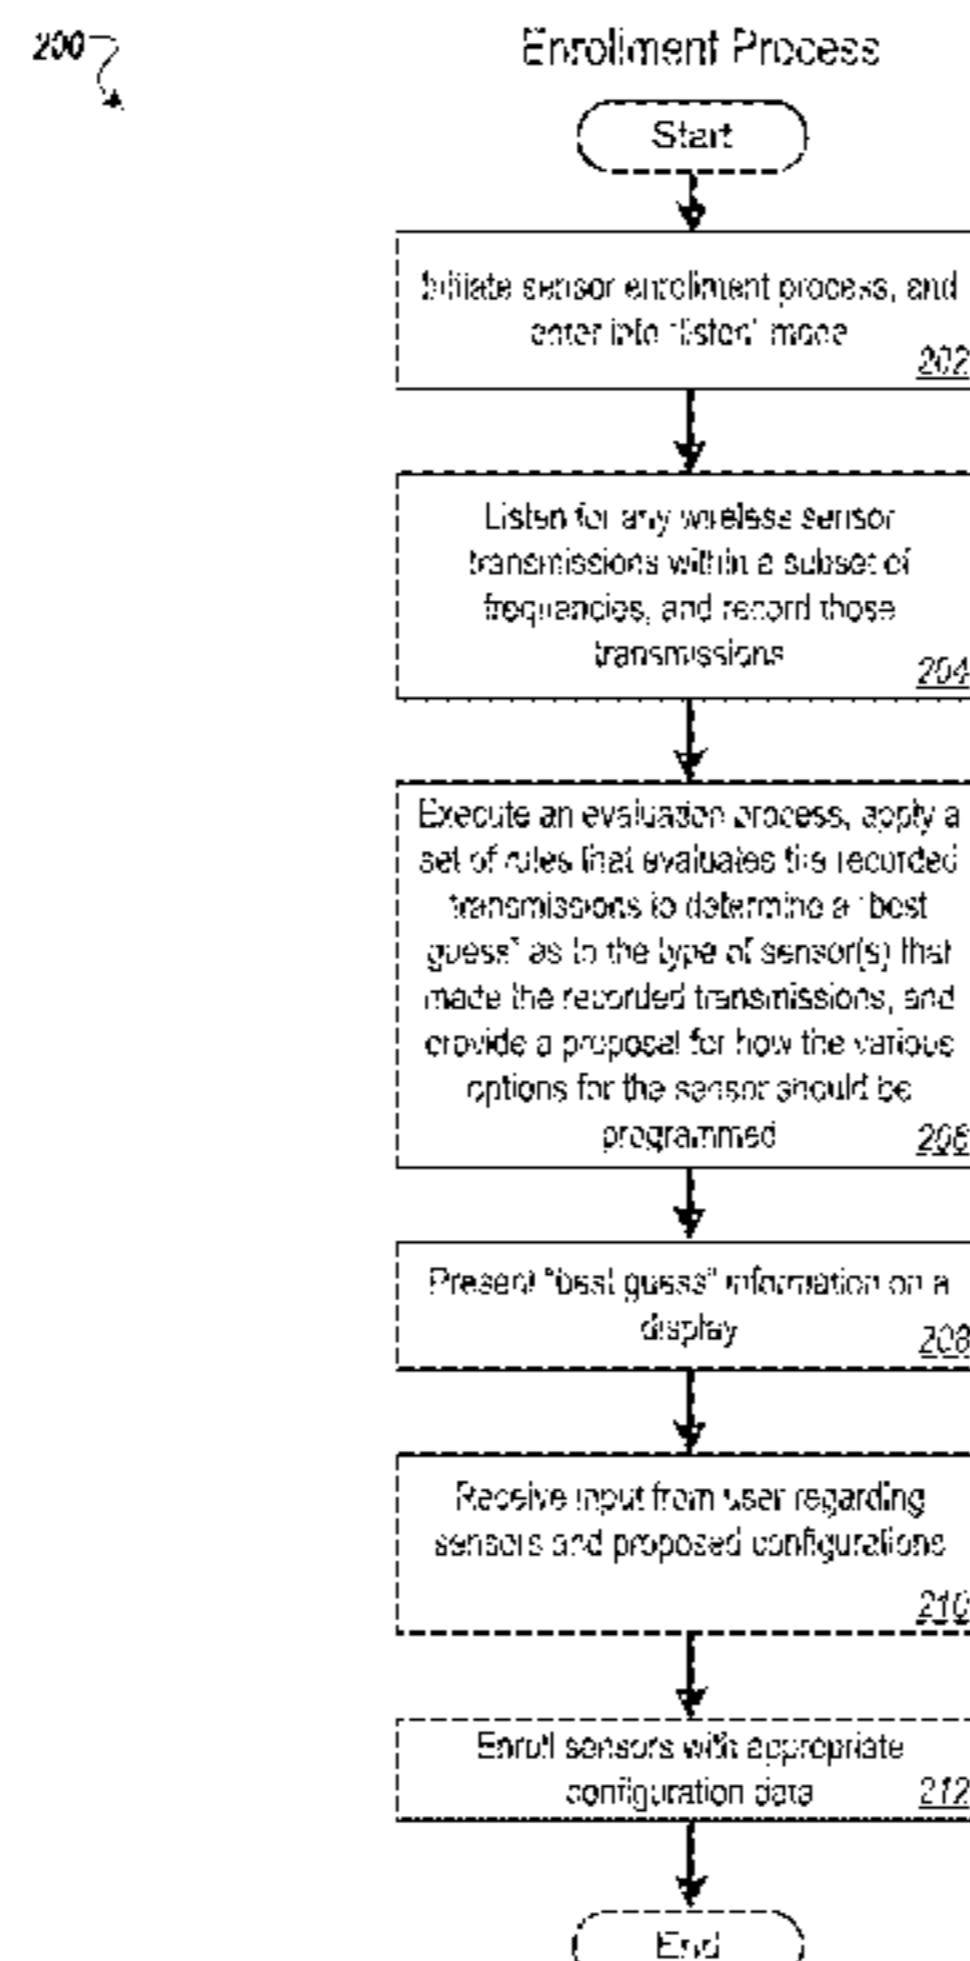 200
Enrollment Process
Start
Initiate sensor enrollment process, and
enter into "listen" mode
202
Listen for any wireless sensor
transmissions within a subset of
frequencies, and record those
transmissions
204
Execute an evaluation process, apply a
set of rules that evaluates the recorded
transmissions to determine a "best
guess" as to the type of sensor(s) that
made the recorded transmissions, and
provide a proposal for how the various
options for the sensor should be
programmed
206
Present "best guess" information on a
display
208
Receive input from user regarding
sensors and proposed configurations
210
Enroll sensors with appropriate
configuration data
212
End